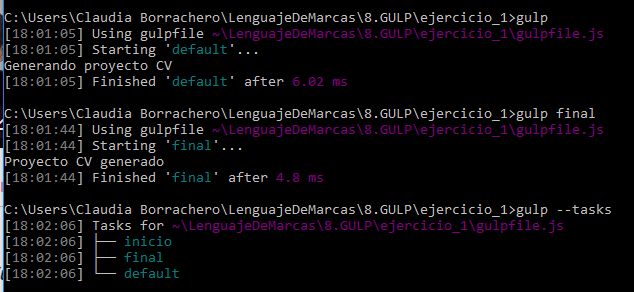 C:\Users\Claudia Borrachero\LenguajeDeMarcas\8.GULP\ejercicio_1>gulp
[18:01:05] Using gulpfile ~\LenguajeDeMarcas\8.GULP\ejercicio_1\gulpfile.js
[18:01:05] Starting 'default'...
Generando proyecto CV
[18:01:05] Finished 'default' after 6.02 ms
C:\Users\Claudia Borrachero\LenguajeDeMarcas\8.GULP\ejercicio_1>gulp final
[18:01:44] Using gulpfile ~\LenguajeDeMarcas\8.GULP\ejercicio_1\gulpfile.js
[18:01:44] Starting 'final'...
Proyecto CV generado
[18:01:44] Finished 'final' after 4.8 ms
C:\Users\Claudia Borrachero\LenguajeDeMarcas\8.GULP\ejercicio_1>gulp --tasks
[18:02:06] Tasks for ~\LenguajeDeMarcas\8.GULP\ejercicio_1\gulpfile.js
[18:02:06] ├── inicio
[18:02:06] ├── final
[18:02:06] └── default